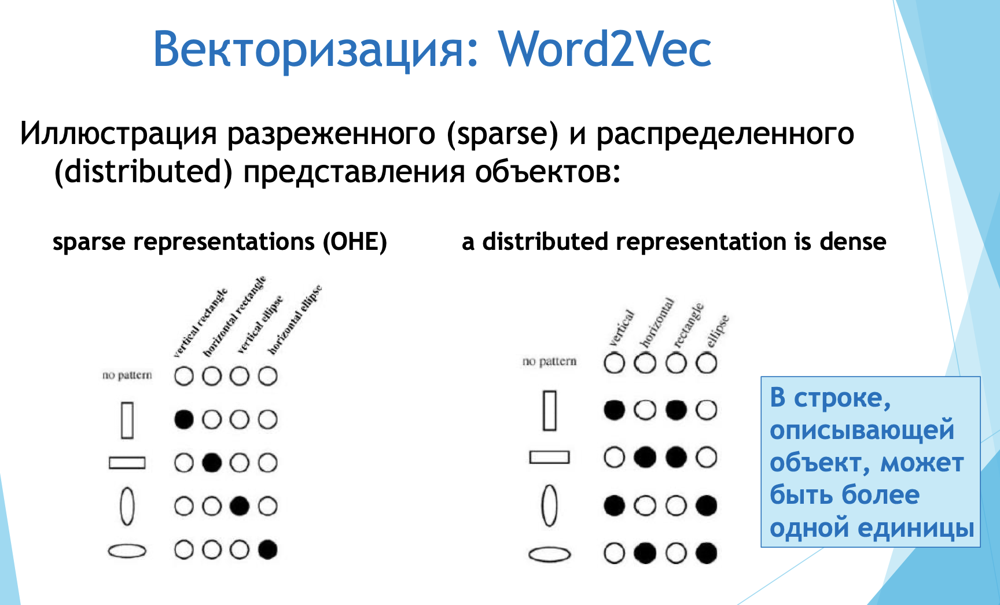 Векторизация: Word2Vec
Иллюстрация разреженного (sparse) и распределенного
(distributed) представления объектов:
sparse representations (OHE)
a distributed representation is dense
vertical rectangle
horizontal rectangle
vertical ellipse
horizontal ellipse
no pattern
vertical
horizontal
rectangle
ellipse
no pattern
В строке,
описывающей
объект, может
быть более
одной единицы